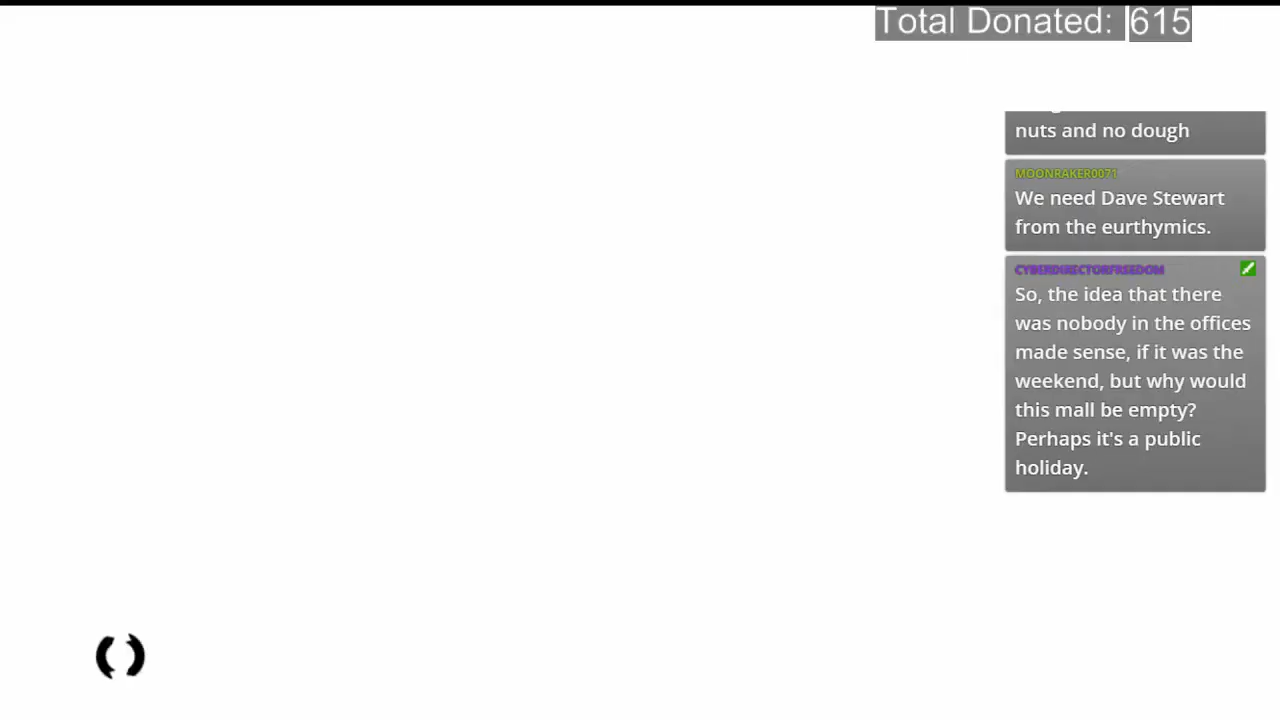 Total Donated: 615
nuts and no dough
MOONRAKER0071
We need Dave Stewart
from the eurthymics.
CYBERDIRECTORFREEDOM
So, the idea that there
was nobody in the offices
made sense, if it was the
weekend, but why would
this mall be empty?
Perhaps it's a public
holiday.